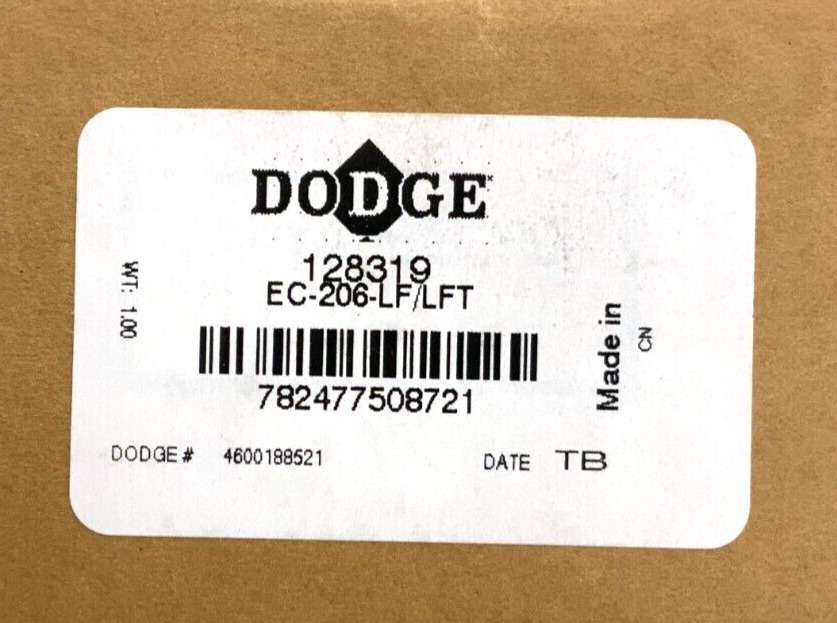 DODGE
128319
EC-206-LF/LFT
WT: 1.00
Made in
CN
782477508721
DODGE# 4600188521
DATE TB